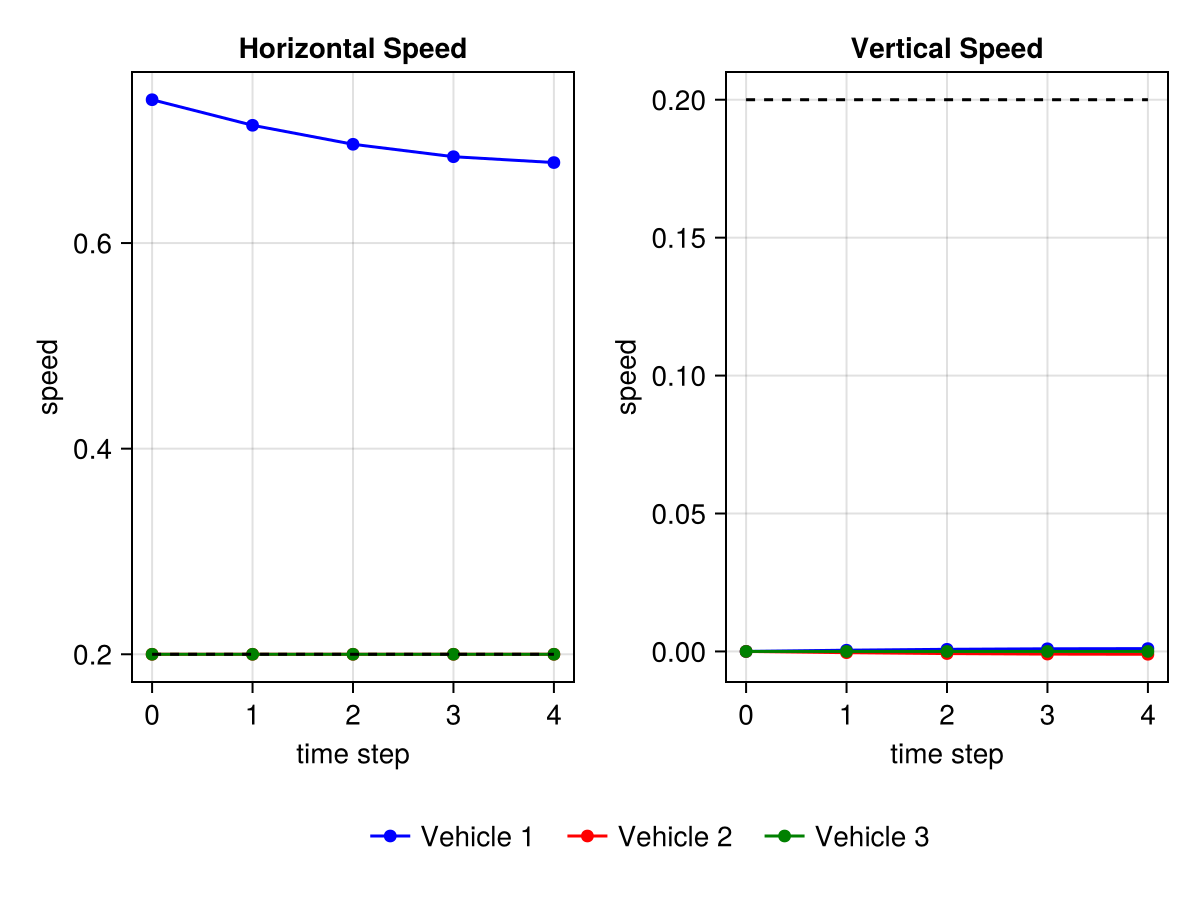 Horizontal Speed
0.6
0.4
0.2
speed
0 1 2 3 4
time step
Vertical Speed
0.20
0.15
0.10
0.05
0.00
speed
0 1 2 3 4
time step
Vehicle 1 Vehicle 2 Vehicle 3